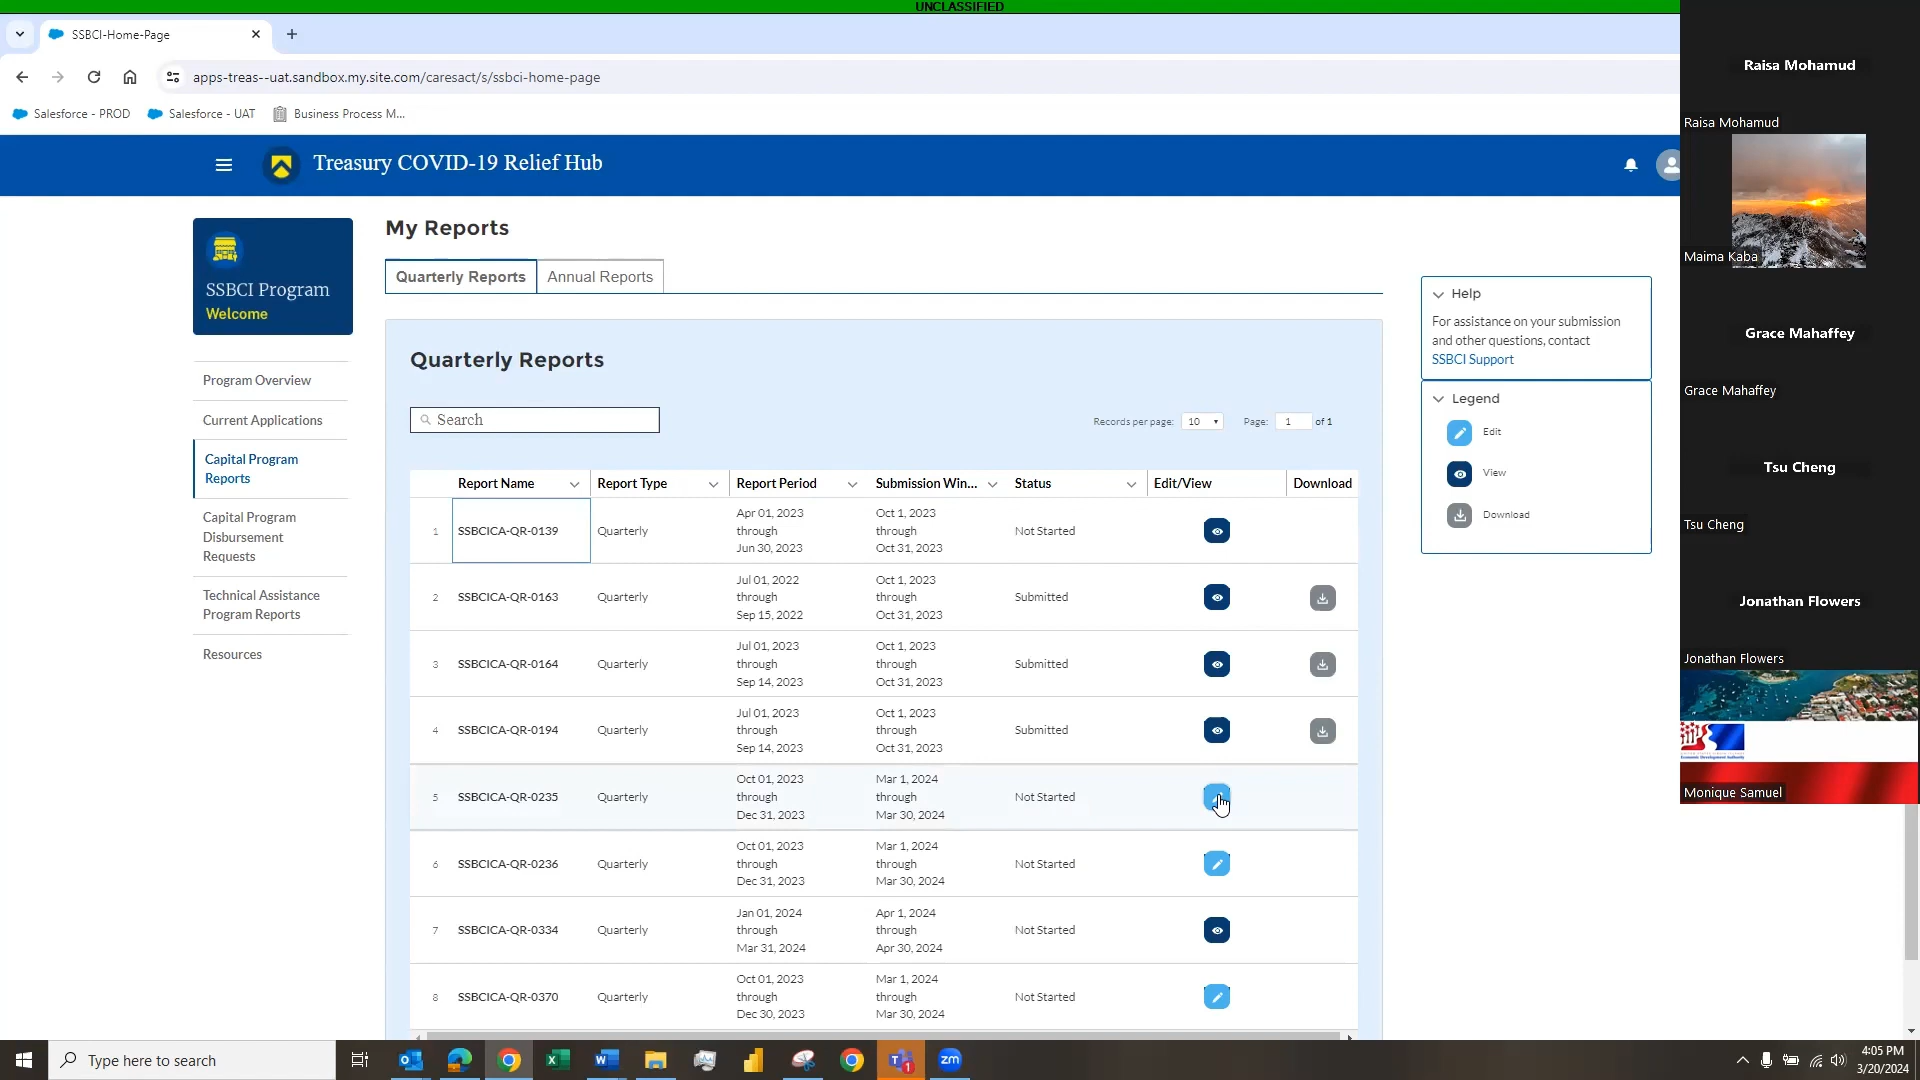 UNCLASSIFIED
SSBCI-Home-Page
apps-treas--uat.sandbox.my.site.com/caresact/s/ssbci-home-page
Salesforce - PROD
Salesforce - UAT
Business Process M...
Treasury COVID-19 Relief Hub
SSBCI Program
Welcome
Program Overview
Current Applications
Capital Program
Reports
Capital Program
Disbursement
Requests
Technical Assistance
Program Reports
Resources
My Reports
Quarterly Reports
Annual Reports
Quarterly Reports
Search
Records per page: 10
Page: 1 of 1
Report Name Report Type Report Period Submission Win... Status Edit/View Download
Apr 01, 2023 Oct 1, 2023
1 SSBCICA-QR-0139 Quarterly through through Not Started
Jun 30, 2023 Oct 31, 2023
Jul 01, 2022 Oct 1, 2023
2 SSBCICA-QR-0163 Quarterly through through Submitted
Sep 15, 2022 Oct 31, 2023
Jul 01, 2023 Oct 1, 2023
3 SSBCICA-QR-0164 Quarterly through through Submitted
Sep 14, 2023 Oct 31, 2023
Jul 01, 2023 Oct 1, 2023
4 SSBCICA-QR-0194 Quarterly through through Submitted
Sep 14, 2023 Oct 31, 2023
Oct 01, 2023 Mar 1, 2024
5 SSBCICA-QR-0235 Quarterly through through Not Started
Dec 31, 2023 Mar 30, 2024
Oct 01, 2023 Mar 1, 2024
6 SSBCICA-QR-0236 Quarterly through through Not Started
Dec 31, 2023 Mar 30, 2024
Jan 01, 2024 Apr 1, 2024
7 SSBCICA-QR-0334 Quarterly through through Not Started
Mar 31, 2024 Apr 30, 2024
Oct 01, 2023 Mar 1, 2024
8 SSBCICA-QR-0370 Quarterly through through Not Started
Dec 30, 2023 Mar 30, 2024
Help
For assistance on your submission
and other questions, contact
SSBCI Support
Legend
Edit
View
Download
Raisa Mohamud
Raisa Mohamud
Maima Kaba
Grace Mahaffey
Grace Mahaffey
Tsu Cheng
Tsu Cheng
Jonathan Flowers
Jonathan Flowers
Monique Samuel
Type here to search
zm
4:05 PM
3/20/2024